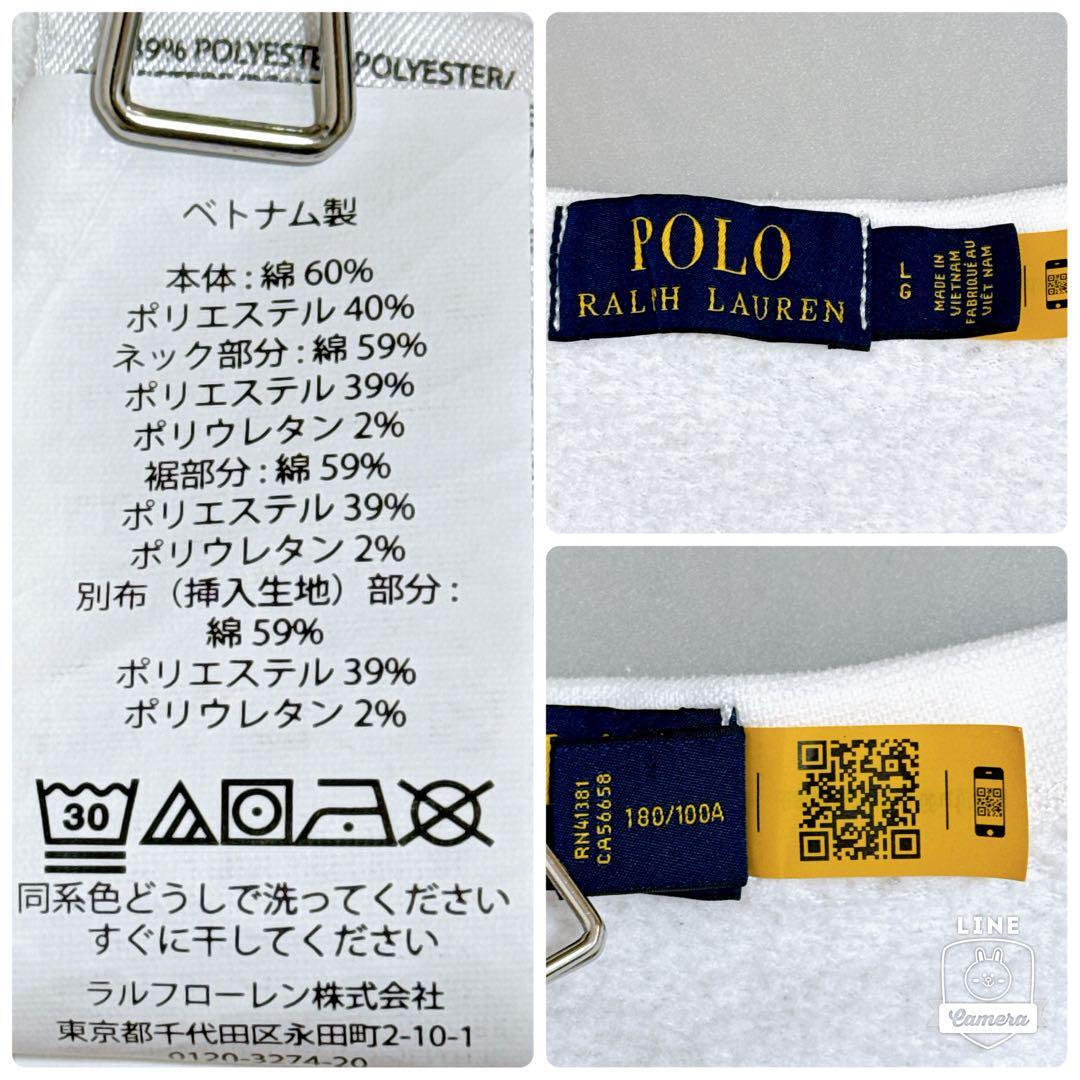 39% POLYESTE
POLYESTER/
ベトナム製
本体 : 綿 60%
ポリエステル 40%
ネック部分 : 綿 59%
ポリエステル 39%
ポリウレタン 2%
裾部分 : 綿 59%
ポリエステル 39%
ポリウレタン 2%
別布（挿入生地）部分 :
綿 59%
ポリエステル 39%
ポリウレタン 2%
30
同系色どうしで洗ってください
すぐに干してください
ラルフローレン株式会社
東京都千代田区永田町2-10-1
0120-3274-20
POLO
RALPH LAUREN
LG
MADE IN
VIETNAM
FABRIQUÉ AU
VIÊT NAM
RN41381
CA56658
180/100A
LINE
Camera